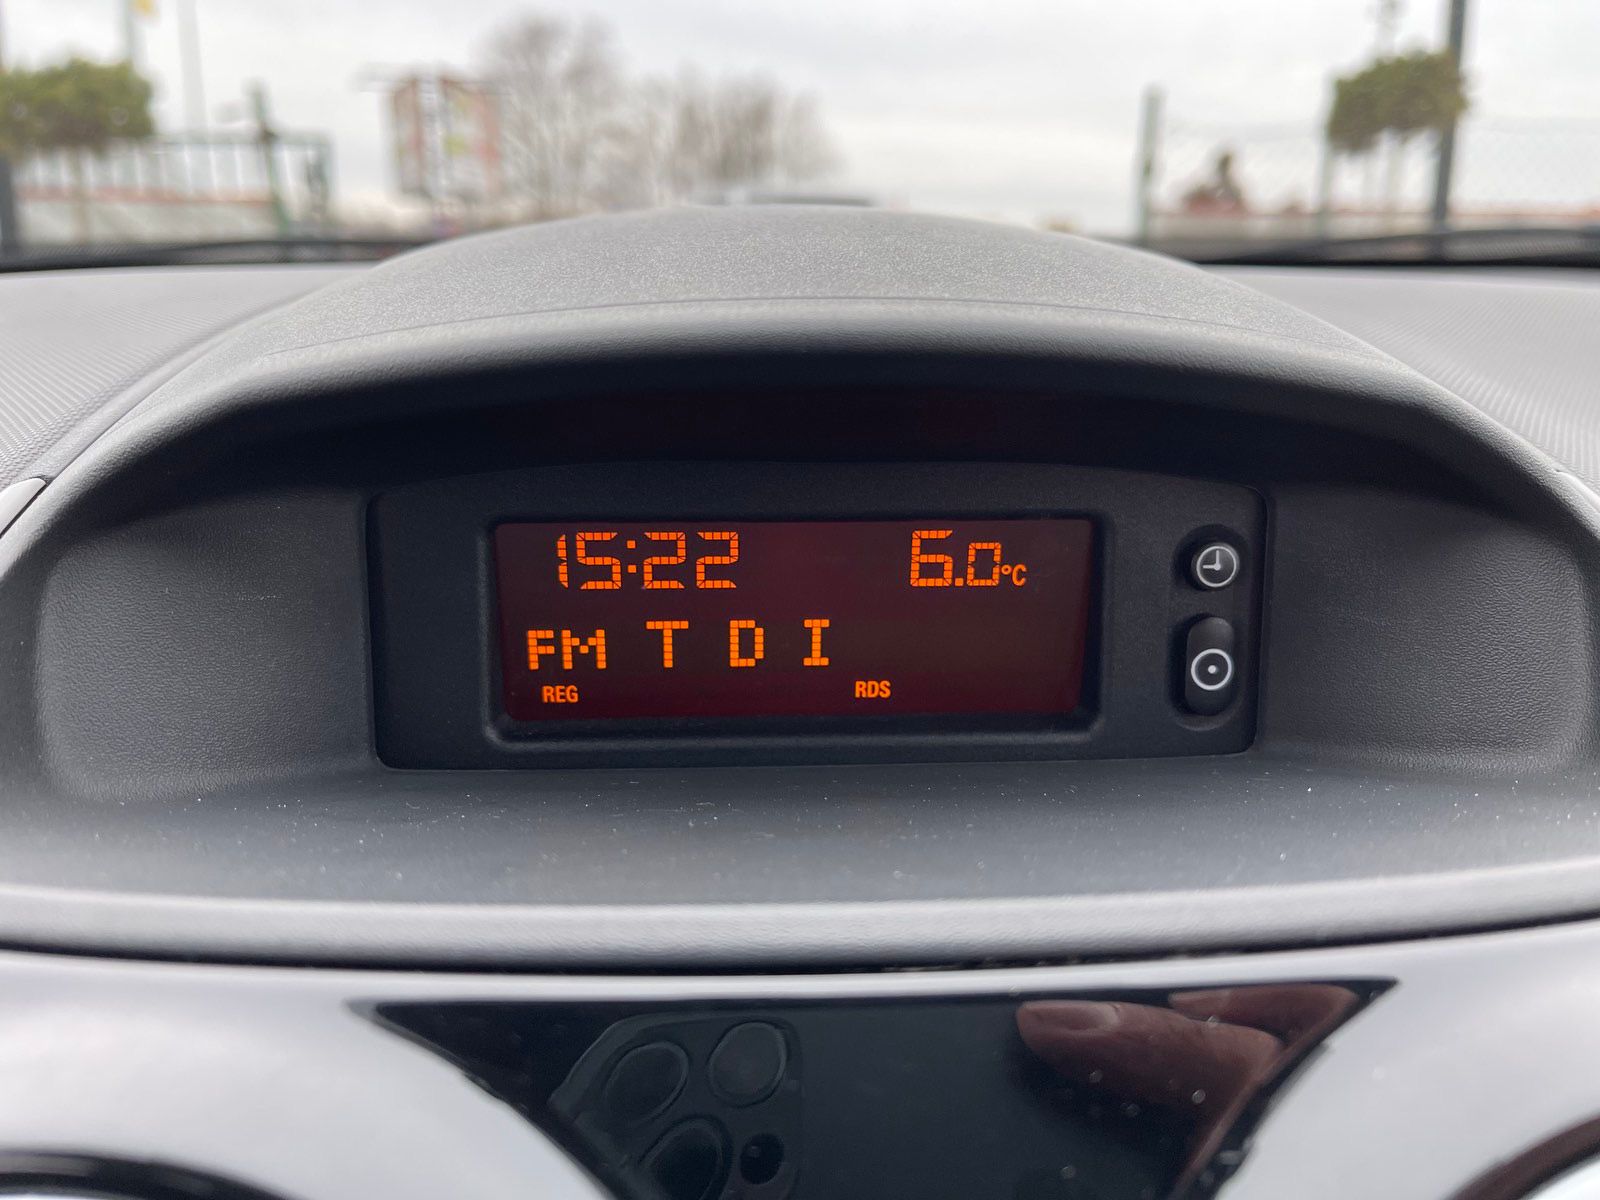 15:22 6.0°C
FM T D I
REG RDS